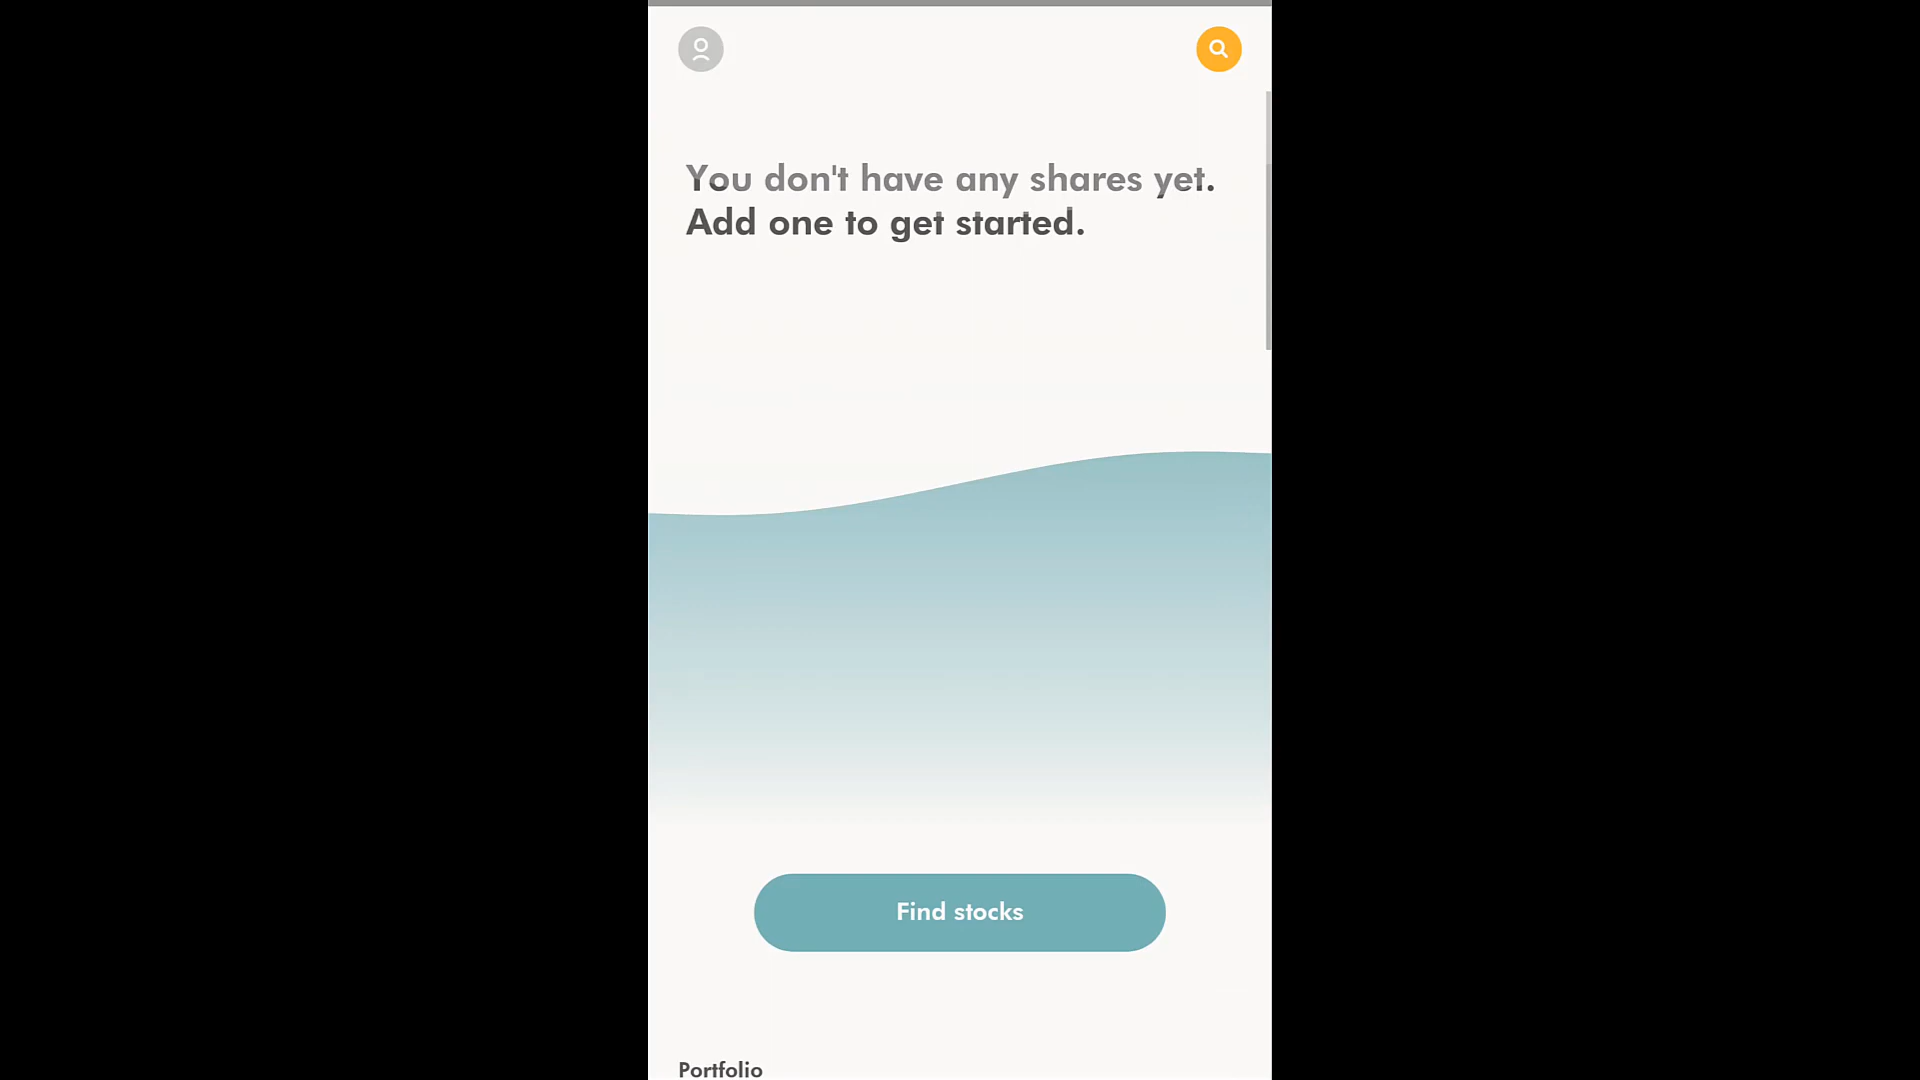 You don't have any shares yet.
Add one to get started.
Find stocks
Portfolio